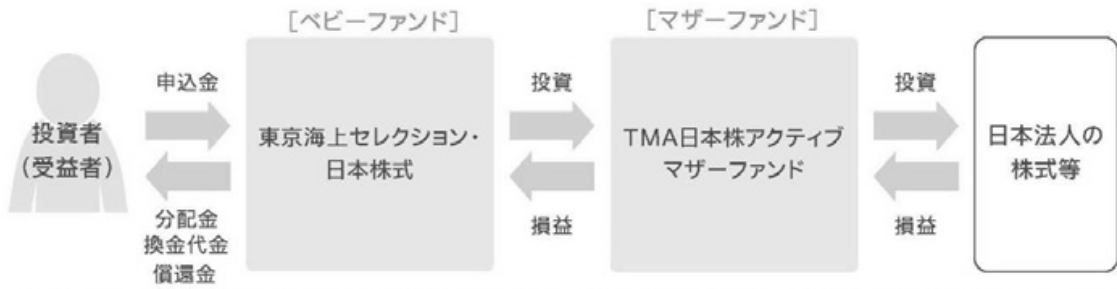 [ベビーファンド]
[マザーファンド]
投資者
(受益者)
申込金
分配金
換金代金
償還金
東京海上セレクション・
日本株式
投資
損益
TMA日本株アクティブ
マザーファンド
投資
損益
日本法人の
株式等